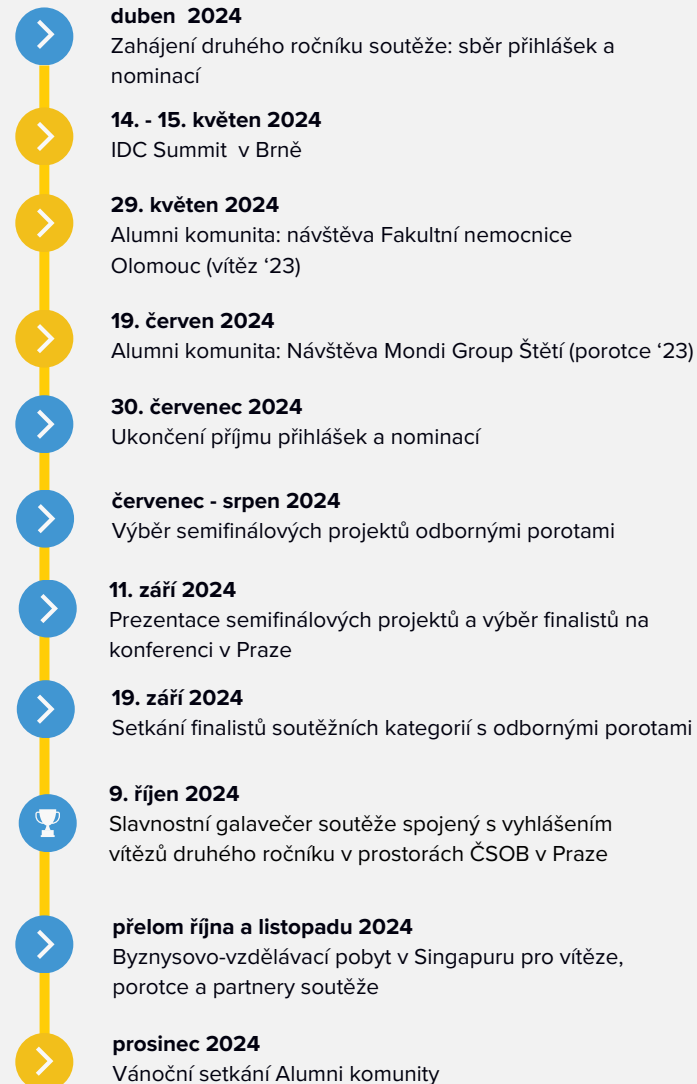 duben  2024
Zahájení druhého ročníku soutěže: sběr přihlášek a
nominací
14. - 15. květen 2024
IDC Summit  v Brně
29. květen 2024
Alumni komunita: návštěva Fakultní nemocnice
Olomouc (vítěz ‘23)
19. červen 2024
Alumni komunita: Návštěva Mondi Group Štětí (porotce ‘23)
30. červenec 2024
Ukončení příjmu přihlášek a nominací
červenec - srpen 2024
Výběr semifinálových projektů odbornými porotami
11. září 2024
Prezentace semifinálových projektů a výběr finalistů na
konferenci v Praze
19. září 2024
Setkání finalistů soutěžních kategorií s odbornými porotami
9. říjen 2024
Slavnostní galavečer soutěže spojený s vyhlášením
vítězů druhého ročníku v prostorách ČSOB v Praze
přelom října a listopadu 2024
Byznysovo-vzdělávací pobyt v Singapuru pro vítěze,
porotce a partnery soutěže
prosinec 2024
Vánoční setkání Alumni komunity